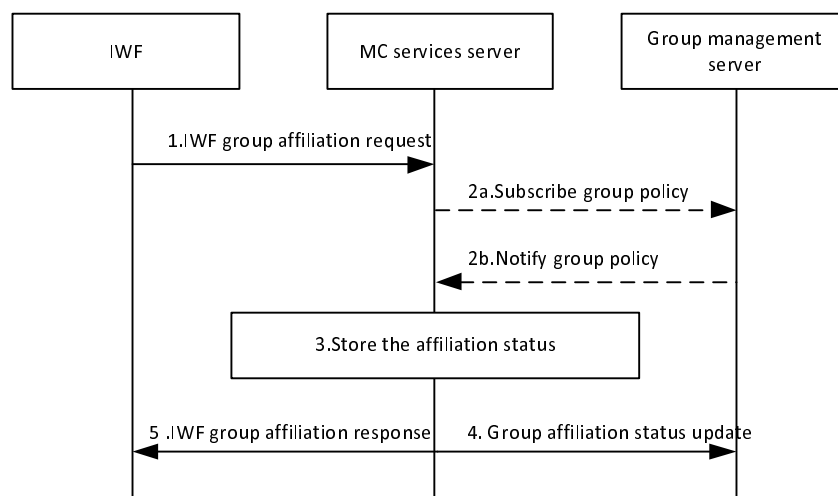 IWF
MC services server
Group management
server
1.IWF group affiliation request
2a.Subscribe group policy
2b.Notify group policy
3.Store the affiliation status
5 .IWF group affiliation response
4. Group affiliation status update